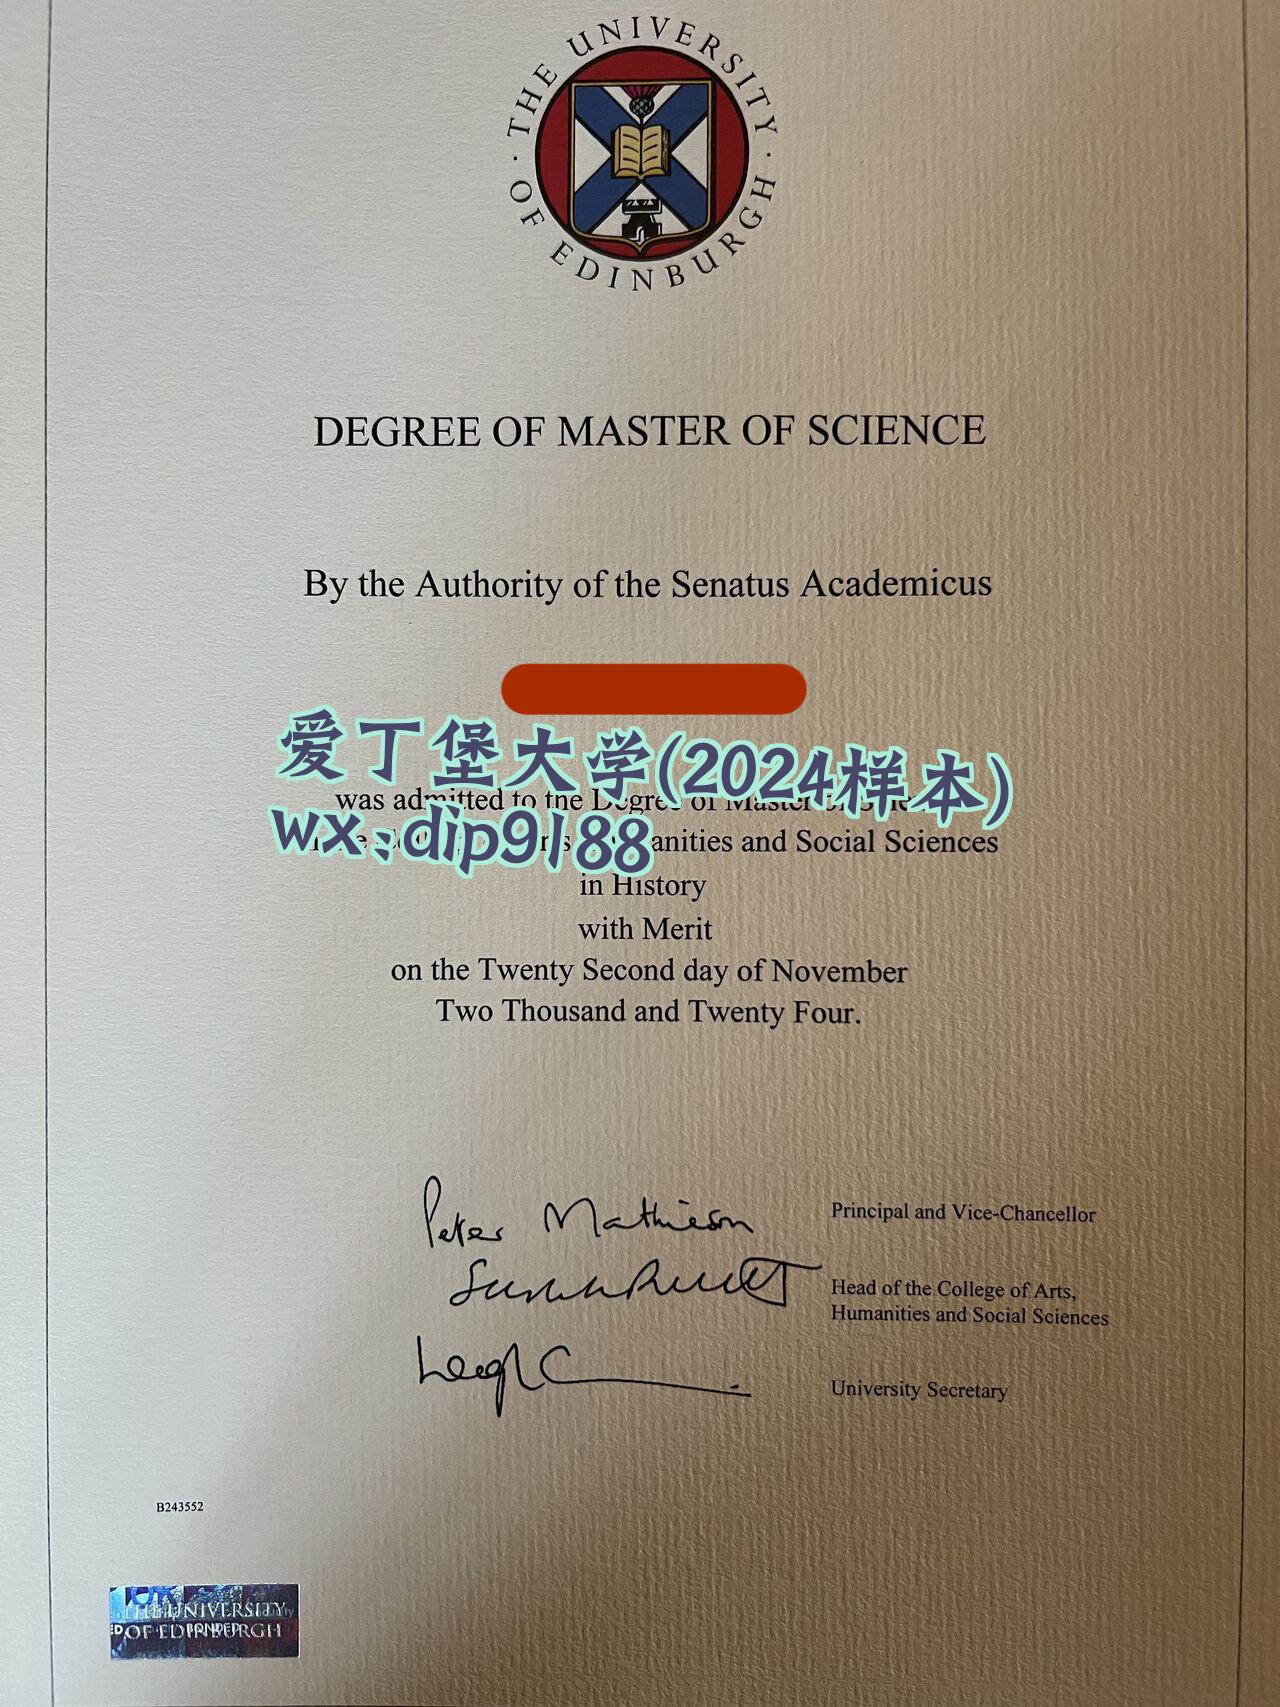 THE UNIVERSITY OF EDINBURGH
DEGREE OF MASTER OF SCIENCE
By the Authority of the Senatus Academicus
爱丁堡大学(2024样本)
was admitted to the Degree of Master
wx:dip9188
anities and Social Sciences
in History
with Merit
on the Twenty Second day of November
Two Thousand and Twenty Four.
Peter Mathieson
Principal and Vice-Chancellor
Head of the College of Arts,
Humanities and Social Sciences
University Secretary
B243552
THE UNIVERSITY
OF EDINBURGH